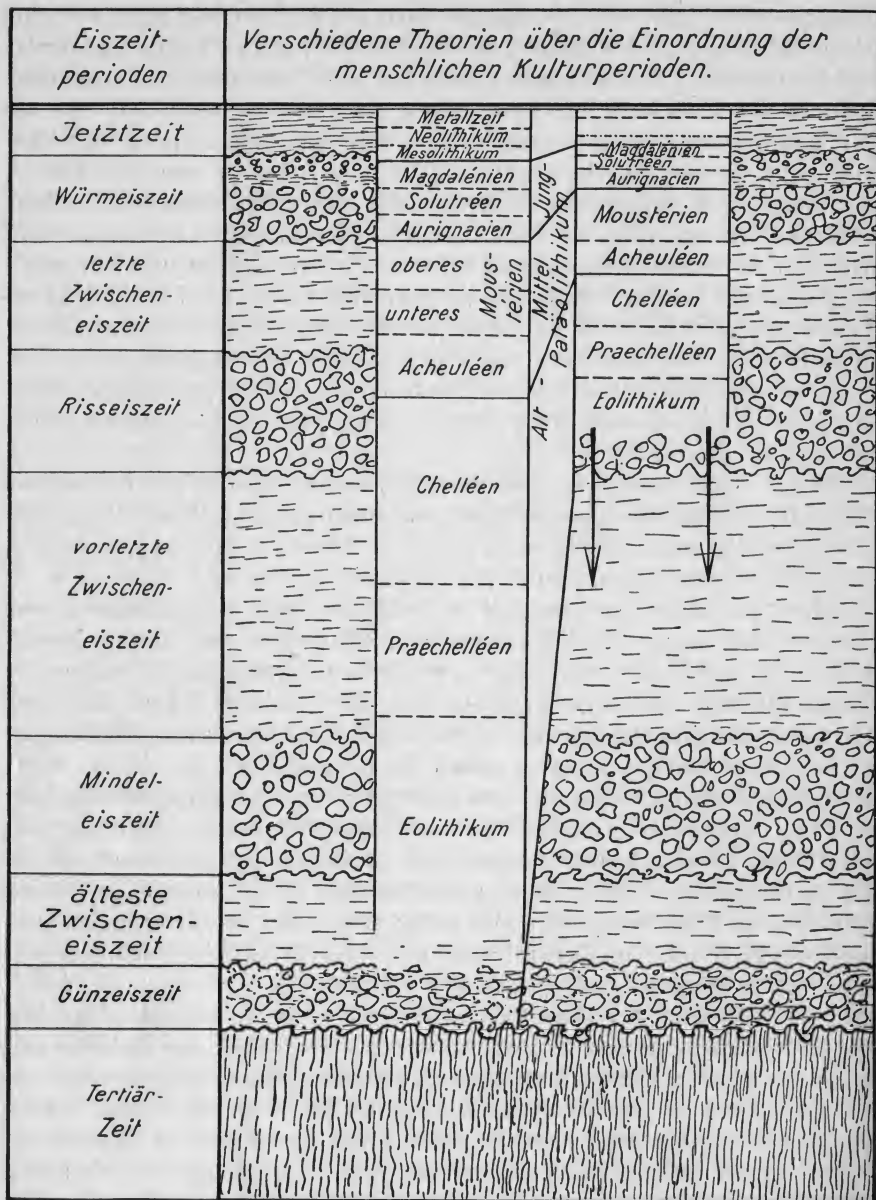 Eiszeit-
perioden
Verschiedene Theorien über die Einordnung der
menschlichen Kulturperioden.
Jetztzeit
Würmeiszeit
letzte
Zwischen-
eiszeit
Risseiszeit
vorletzte
Zwischen-
eiszeit
Mindel-
eiszeit
älteste
Zwischen-
eiszeit
Günzeiszeit
Tertiär-
Zeit
Metallzeit
Neolithikum
Mesolithikum
Magdalénien
Solutréen
Aurignacien
oberes
unteres
Mous-
térien
Acheuléen
Chelléen
Praechelléen
Eolithikum
Alt - Mittel Jung-
Paläolithikum
Magdalénien
Solutréen
Aurignacien
Moustérien
Acheuléen
Chelléen
Praechelléen
Eolithikum